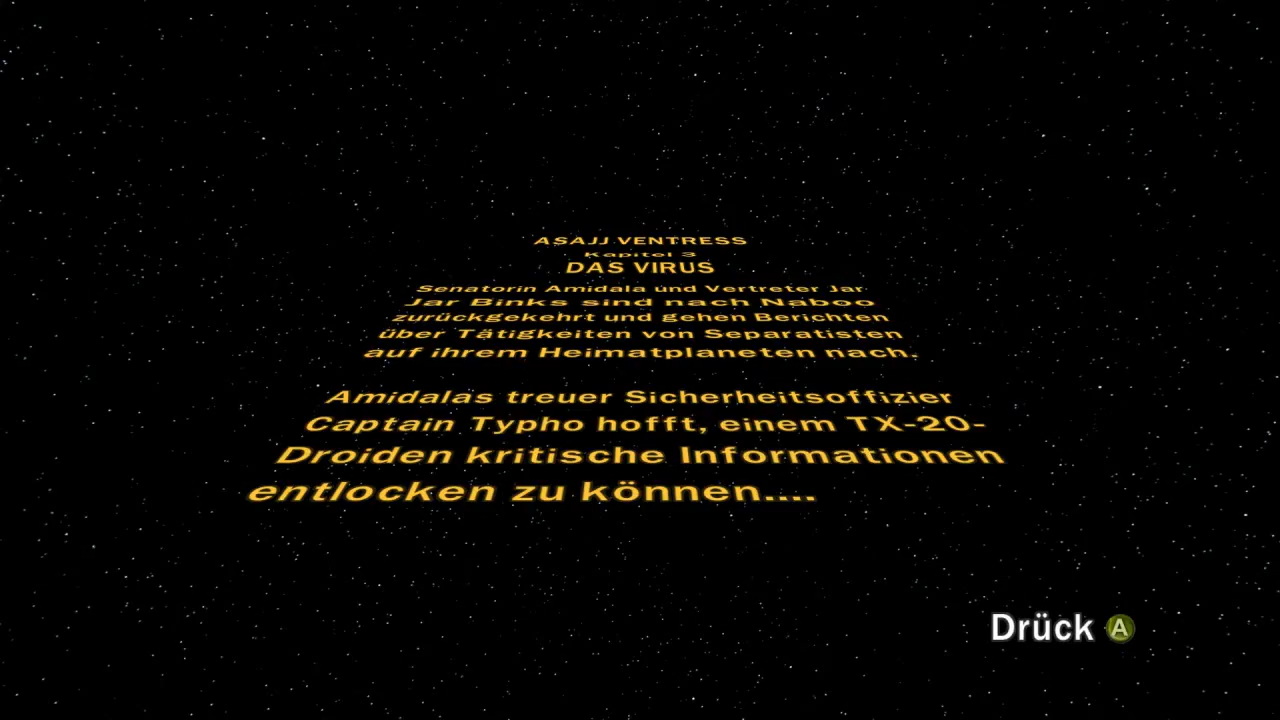 ASAJJ VENTRESS
Kapitel 3
DAS VIRUS
Senatorin Amidala und Vertreter Jar
Jar Binks sind nach Naboo
zurückgekehrt und gehen Berichten
über Tätigkeiten von Separatisten
auf ihrem Heimatplaneten nach.
Amidalas treuer Sicherheitsoffizier
Captain Typho hofft, einem TX-20-
Droiden kritische Informationen
entlocken zu können....
Drück A